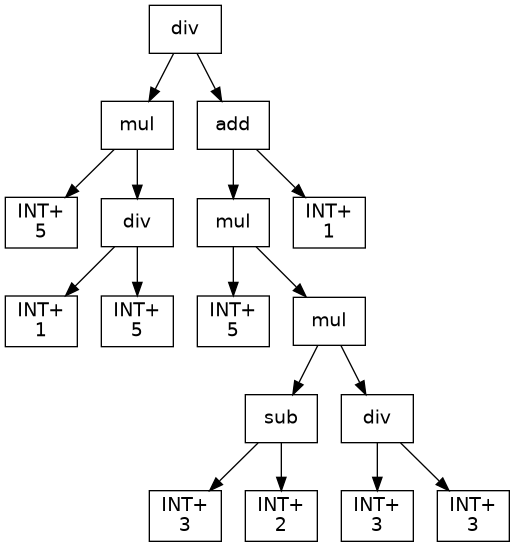 div
mul
add
INT+
5
div
mul
INT+
1
INT+
1
INT+
5
INT+
5
mul
sub
div
INT+
3
INT+
2
INT+
3
INT+
3